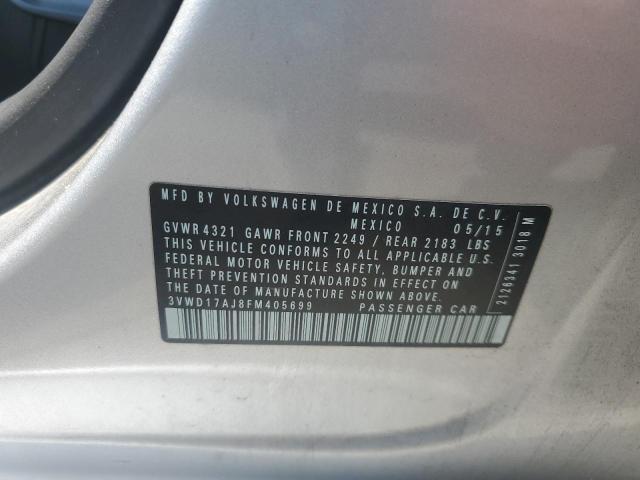 MFD BY VOLKSWAGEN DE MEXICO S.A. DE C.V.
MEXICO 05/15
GVWR 4321 GAWR FRONT 2249 / REAR 2183 LBS
THIS VEHICLE CONFORMS TO ALL APPLICABLE U.S.
FEDERAL MOTOR VEHICLE SAFETY, BUMPER AND
THEFT PREVENTION STANDARDS IN EFFECT ON
THE DATE OF MANUFACTURE SHOWN ABOVE.
3VWD17AJ8FM405699 PASSENGER CAR
2126341 3018 M